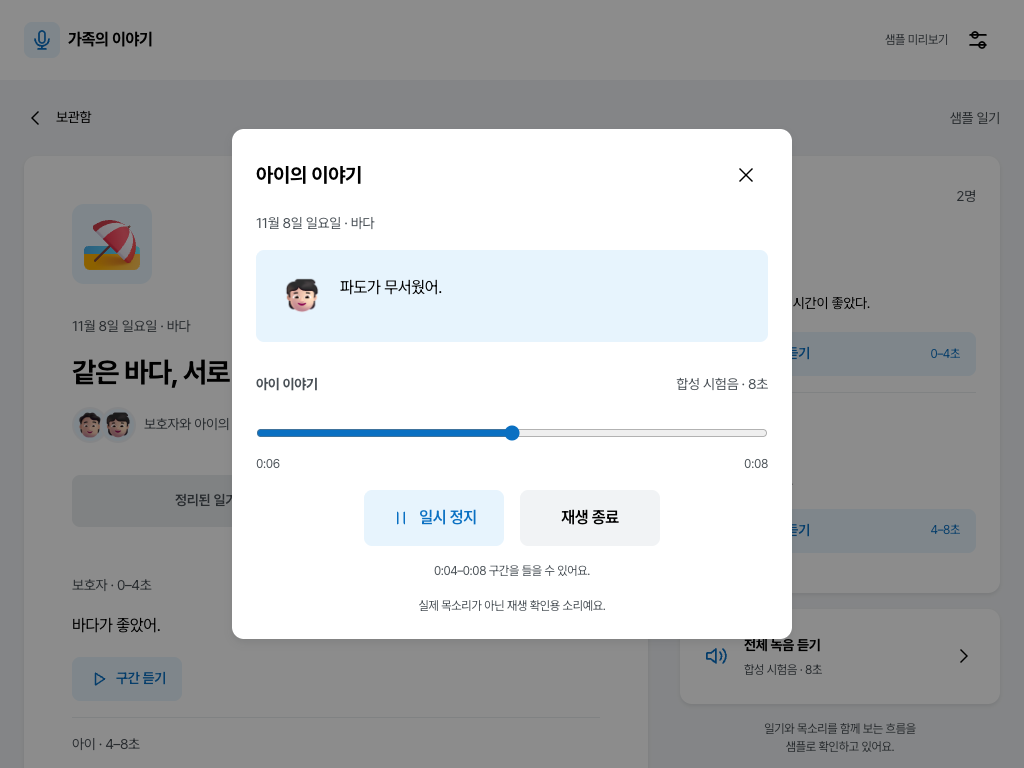 가족의 이야기
샘플 미리보기
보관함
샘플 일기
11월 8일 일요일 · 바다
같은 바다, 서로
보호자와 아이의
정리된 일기
보호자 · 0–4초
바다가 좋았어.
구간 듣기
아이 · 4–8초
아이의 이야기
11월 8일 일요일 · 바다
파도가 무서웠어.
아이 이야기
합성 시험음 · 8초
0:06
0:08
일시 정지
재생 종료
0:04–0:08 구간을 들을 수 있어요.
실제 목소리가 아닌 재생 확인용 소리예요.
2명
시간이 좋았다.
듣기
0–4초
듣기
4–8초
전체 녹음 듣기
합성 시험음 · 8초
일기와 목소리를 함께 보는 흐름을
샘플로 확인하고 있어요.